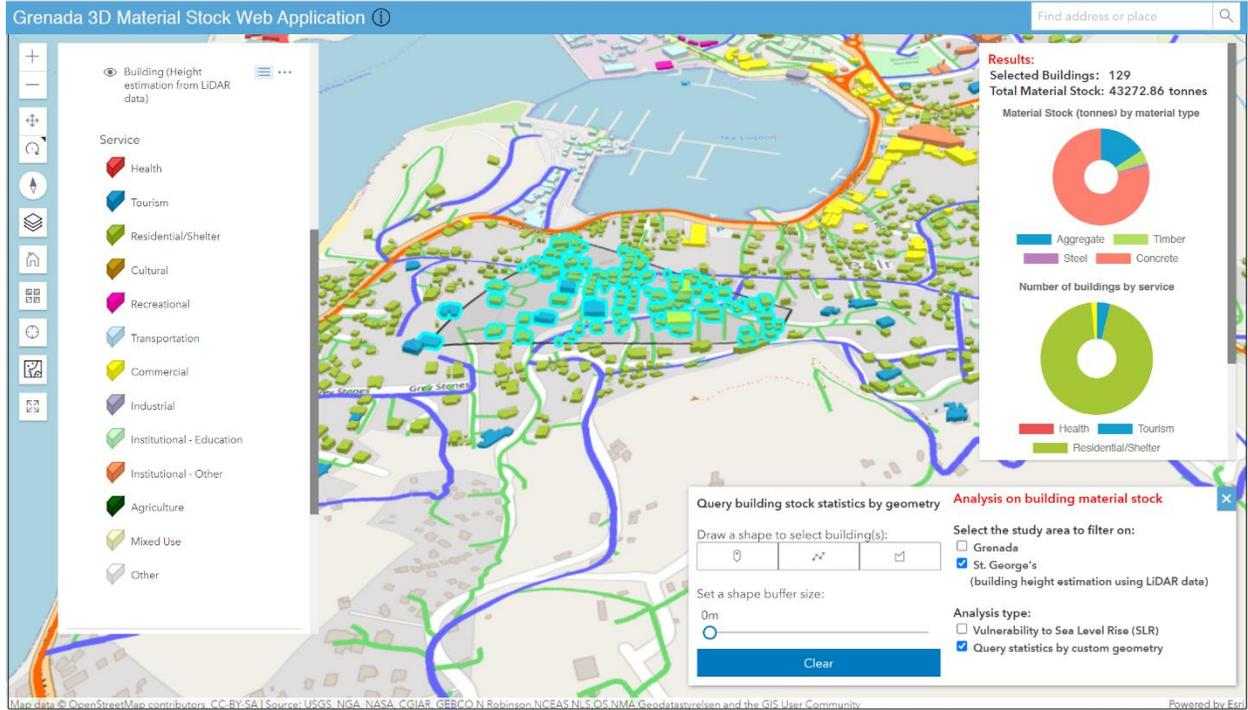 Grenada 3D Material Stock Web Application
Find address or place
Building (Height
estimation from LiDAR
data)
Service
Health
Tourism
Residential/Shelter
Cultural
Recreational
Transportation
Commercial
Industrial
Institutional - Education
Institutional - Other
Agriculture
Mixed Use
Other
The Lagoon
Grey Stones
Results:
Selected Buildings: 129
Total Material Stock: 43272.86 tonnes
Material Stock (tonnes) by material type
Aggregate
Timber
Steel
Concrete
Number of buildings by service
Health
Tourism
Residential/Shelter
Query building stock statistics by geometry
Draw a shape to select building(s):
Set a shape buffer size:
0m
Clear
Analysis on building material stock
Select the study area to filter on:
Grenada
St. George's
(building height estimation using LiDAR data)
Analysis type:
Vulnerability to Sea Level Rise (SLR)
Query statistics by custom geometry
Map data © OpenStreetMap contributors, CC-BY-SA | Source: USGS, NGA, NASA, CGIAR, GEBCO,N Robinson,NCEAS,NLS,OS,NMA,Geodatastyrelsen and the GIS User Community
Powered by Esri